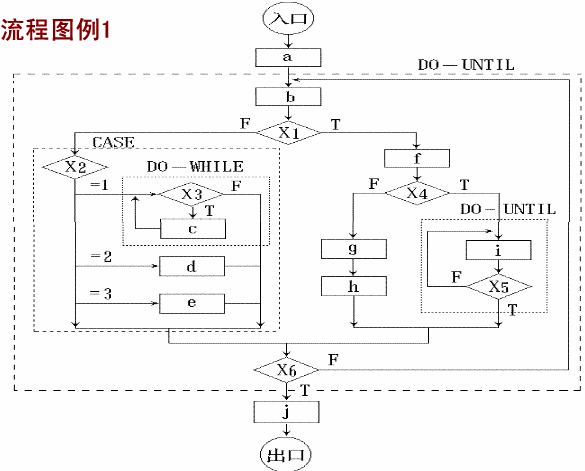 流程图例1
入口
a
DO-UNTIL
b
F
X1
T
CASE
X2
DO-WHILE
f
=1
X3
F
F
X4
T
T
DO-UNTIL
c
g
i
=2
d
h
F
X5
=3
e
T
X6
F
T
j
出口